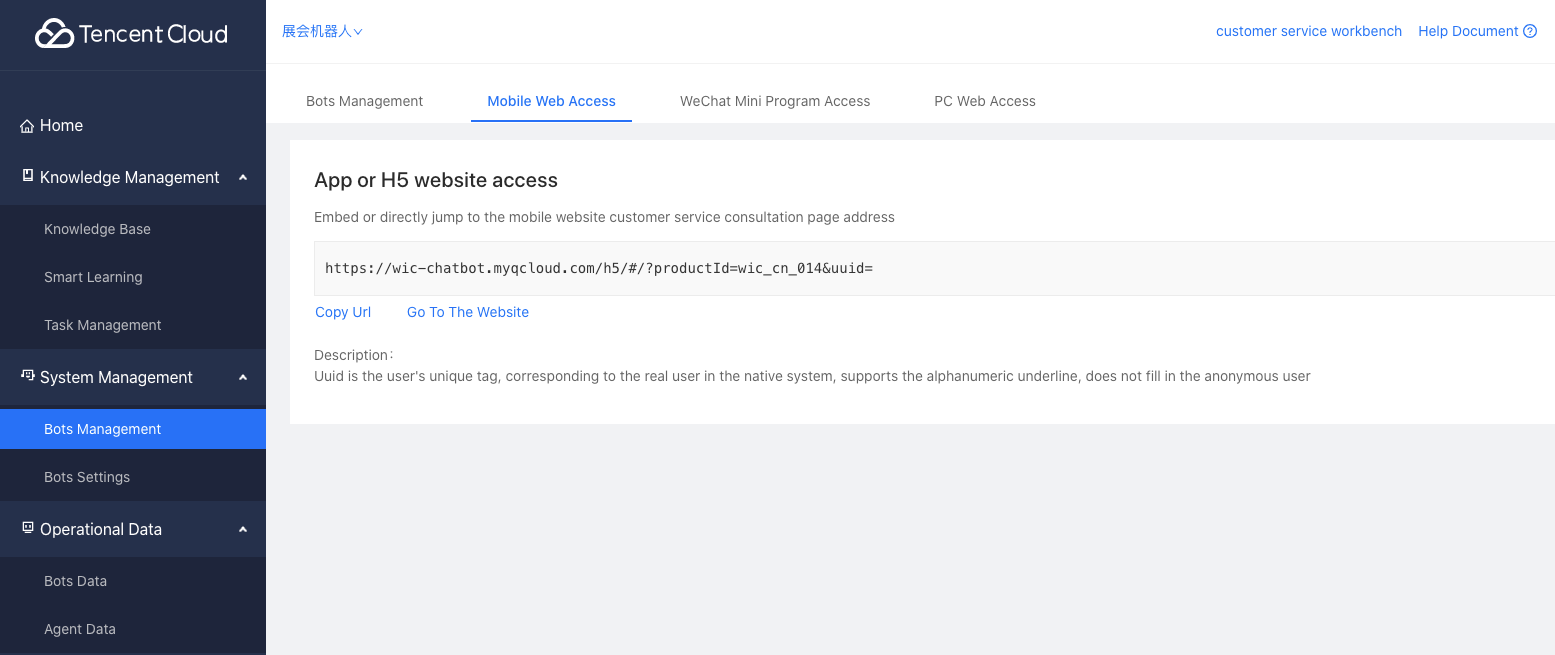 Tencent Cloud
展会机器人
customer service workbench
Help Document
Home
Knowledge Management
Knowledge Base
Smart Learning
Task Management
System Management
Bots Management
Bots Settings
Operational Data
Bots Data
Agent Data
Bots Management
Mobile Web Access
WeChat Mini Program Access
PC Web Access
App or H5 website access
Embed or directly jump to the mobile website customer service consultation page address
https://wic-chatbot.myqcloud.com/h5/#/?productId=wic_cn_014&uuid=
Copy Url
Go To The Website
Description：
Uuid is the user's unique tag, corresponding to the real user in the native system, supports the alphanumeric underline, does not fill in the anonymous user